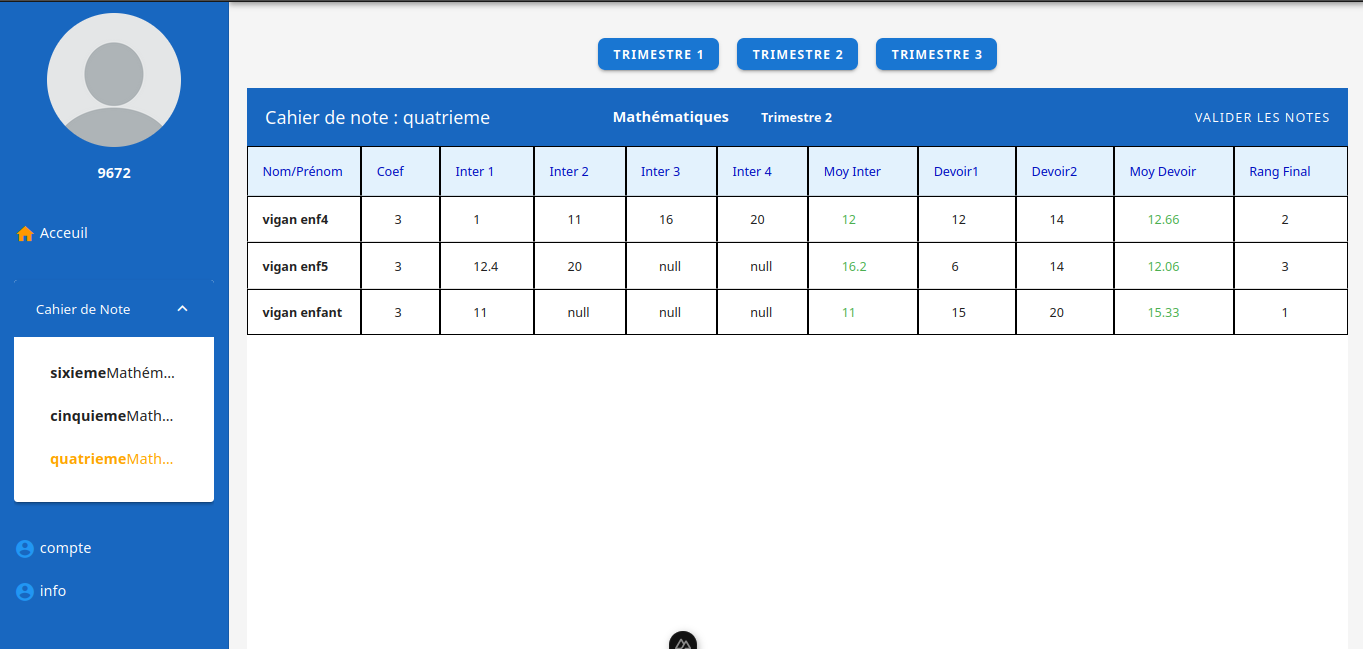 9672
Acceuil
Cahier de Note
sixiemeMathém...
cinquiemeMath...
quatriemeMath...
compte
info
TRIMESTRE 1 TRIMESTRE 2 TRIMESTRE 3
Cahier de note : quatrieme Mathématiques Trimestre 2 VALIDER LES NOTES
Nom/Prénom Coef Inter 1 Inter 2 Inter 3 Inter 4 Moy Inter Devoir1 Devoir2 Moy Devoir Rang Final
vigan enf4 3 1 11 16 20 12 12 14 12.66 2
vigan enf5 3 12.4 20 null null 16.2 6 14 12.06 3
vigan enfant 3 11 null null null 11 15 20 15.33 1